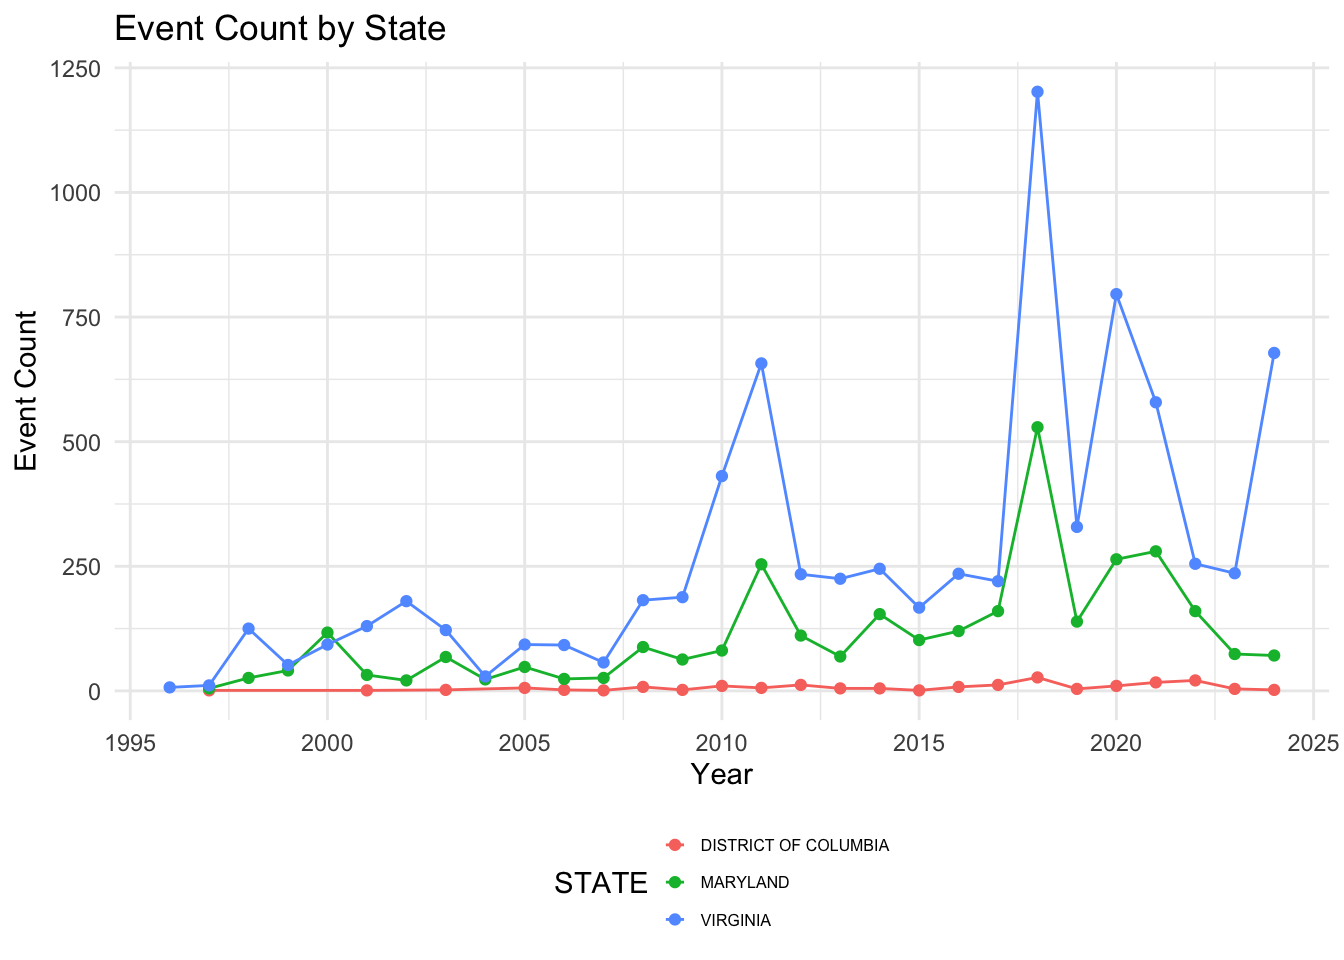 Event Count by State
1250
1000
750
500
250
0
Event Count
1995 2000 2005 2010 2015 2020 2025
Year
STATE
DISTRICT OF COLUMBIA
MARYLAND
VIRGINIA